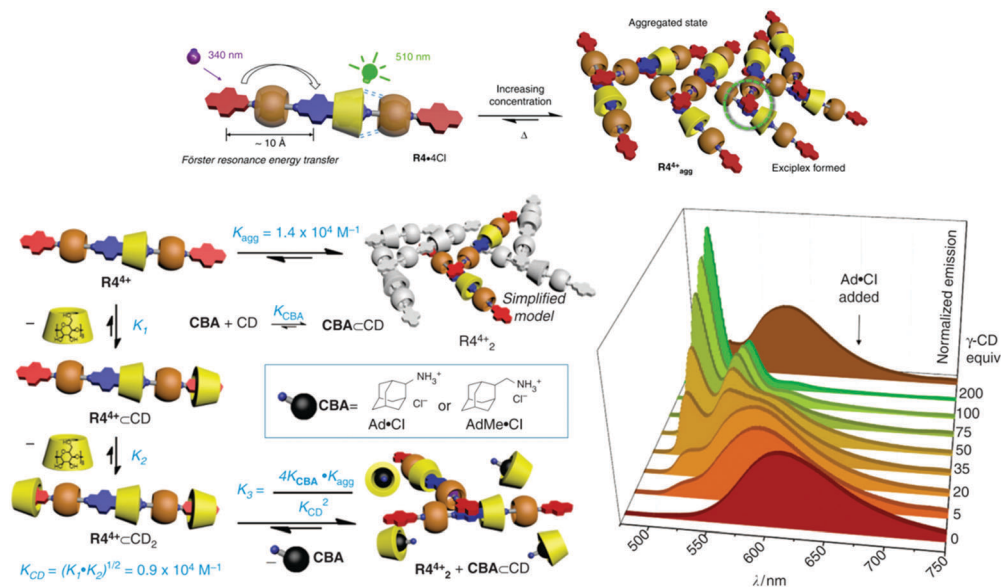 Aggregated state
340 nm
510 nm
Increasing
concentration
Δ
~ 10 Å
Förster resonance energy transfer
R4•4Cl
R4⁴⁺agg
Exciplex formed
Kagg = 1.4 x 10⁴ M⁻¹
R4⁴⁺
Simplified
model
R4⁴⁺₂
–
K₁
CBA + CD
KCBA
CBA⊂CD
R4⁴⁺⊂CD
CBA=
NH₃⁺
Cl⁻
or
NH₃⁺
Cl⁻
Ad•Cl
AdMe•Cl
–
K₂
K₃ =
4KCBA •Kagg
KCD²
R4⁴⁺⊂CD₂
–
CBA
R4⁴⁺₂ + CBA⊂CD
KCD = (K₁•K₂)¹/² = 0.9 x 10⁴ M⁻¹
Ad•Cl
added
Normalized emission
γ-CD
equiv
200
100
75
50
35
20
5
0
500
550
600
650
700
750
λ/ nm